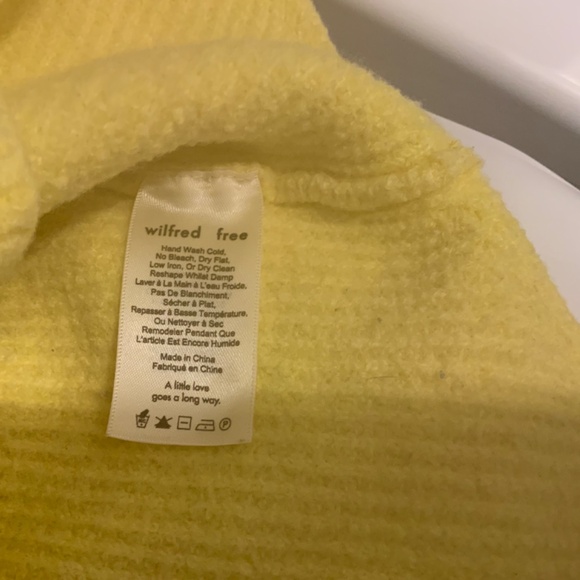 wilfred free
Hand Wash Cold,
No Bleach, Dry Flat,
Low Iron, Or Dry Clean
Reshape Whilst Damp
Laver à La Main à L'eau Froide.
Pas De Blanchiment,
Sécher à Plat,
Repasser à Basse Température,
Ou Nettoyer à Sec
Remodeler Pendant Que
L'article Est Encore Humide
Made in China
Fabriqué en Chine
A little love
goes a long way.
P